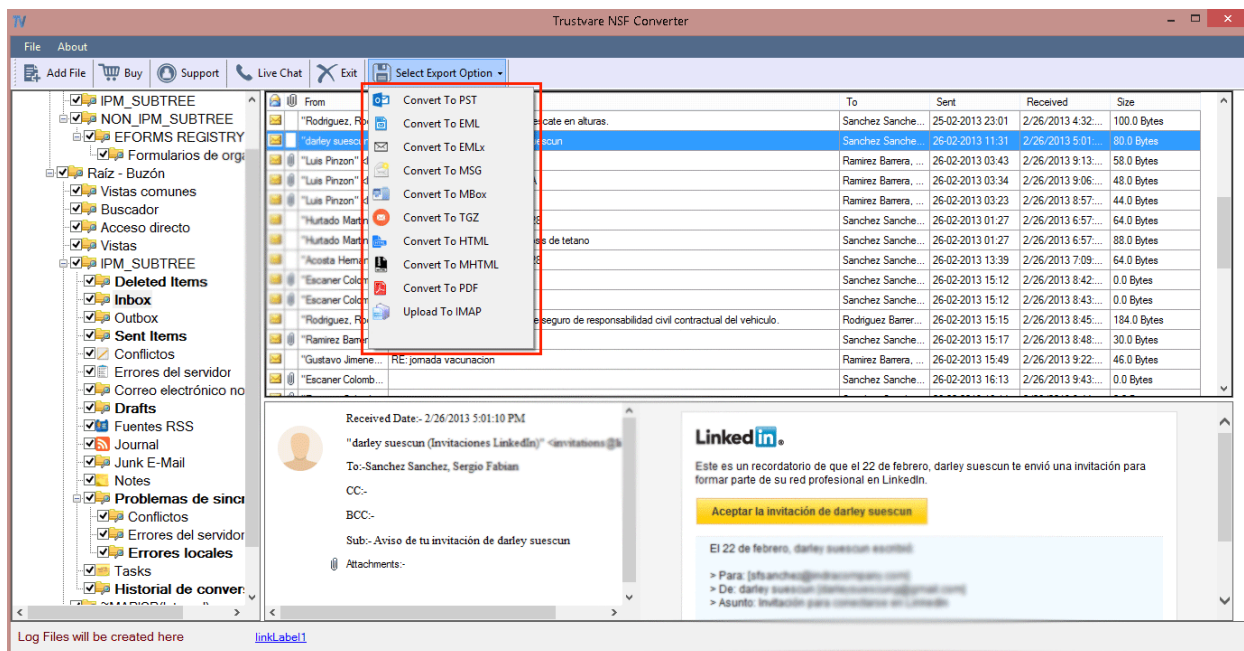 TV Trustvare NSF Converter
File About
Add File Buy Support Live Chat Exit Select Export Option
Convert To PST
Convert To EML
Convert To EMLx
Convert To MSG
Convert To MBox
Convert To TGZ
Convert To HTML
Convert To MHTML
Convert To PDF
Upload To IMAP
IPM_SUBTREE
NON_IPM_SUBTREE
EFORMS REGISTRY
Formularios de orga
Raíz - Buzón
Vistas comunes
Buscador
Acceso directo
Vistas
IPM_SUBTREE
Deleted Items
Inbox
Outbox
Sent Items
Conflictos
Errores del servidor
Correo electrónico no
Drafts
Fuentes RSS
Journal
Junk E-Mail
Notes
Problemas de sincr
Conflictos
Errores del servidor
Errores locales
Tasks
Historial de conver
From To Sent Received Size
"Rodriguez, Ro escate en alturas. Sanchez Sanche... 25-02-2013 23:01 2/26/2013 4:32:... 100.0 Bytes
"darley suescu uescun Sanchez Sanche... 26-02-2013 11:31 2/26/2013 5:01:... 80.0 Bytes
"Luis Pinzon" Ramirez Barrera, ... 26-02-2013 03:43 2/26/2013 9:13:... 58.0 Bytes
"Luis Pinzon" A Ramirez Barrera, ... 26-02-2013 03:34 2/26/2013 9:06:... 48.0 Bytes
"Luis Pinzon" Ramirez Barrera, ... 26-02-2013 03:23 2/26/2013 8:57:... 44.0 Bytes
"Hurtado Martin 28 Sanchez Sanche... 26-02-2013 01:27 2/26/2013 6:57:... 64.0 Bytes
"Hurtado Martin sis de tetano Sanchez Sanche... 26-02-2013 01:27 2/26/2013 6:57:... 88.0 Bytes
"Acosta Hernan 28 Sanchez Sanche... 26-02-2013 13:39 2/26/2013 7:09:... 64.0 Bytes
"Escaner Colom Sanchez Sanche... 26-02-2013 15:12 2/26/2013 8:42:... 0.0 Bytes
"Escaner Colom Sanchez Sanche... 26-02-2013 15:12 2/26/2013 8:43:... 0.0 Bytes
"Rodriguez, Ro seguro de responsabilidad civil contractual del vehiculo. Rodriguez Barrer... 26-02-2013 15:15 2/26/2013 8:45:... 184.0 Bytes
"Ramirez Barrer Sanchez Sanche... 26-02-2013 15:17 2/26/2013 8:48:... 30.0 Bytes
"Gustavo Jimene... RE: jornada vacunacion Ramirez Barrera, ... 26-02-2013 15:49 2/26/2013 9:22:... 46.0 Bytes
"Escaner Colomb... Sanchez Sanche... 26-02-2013 16:13 2/26/2013 9:43:... 0.0 Bytes
Received Date:- 2/26/2013 5:01:10 PM
"darley suescun (Invitaciones LinkedIn)" <invitations@
To:-Sanchez Sanchez, Sergio Fabian
CC:-
BCC:-
Sub:- Aviso de tu invitación de darley suescun
Attachments:-
Linked in.
Este es un recordatorio de que el 22 de febrero, darley suescun te envió una invitación para
formar parte de su red profesional en LinkedIn.
Aceptar la invitación de darley suescun
El 22 de febrero, darley suescun escribió:
> Para: [sfsanchez@indracompany.com]
> De: darley suescun
> Asunto: Invitación para conectarse en LinkedIn
Log Files will be created here linkLabel1